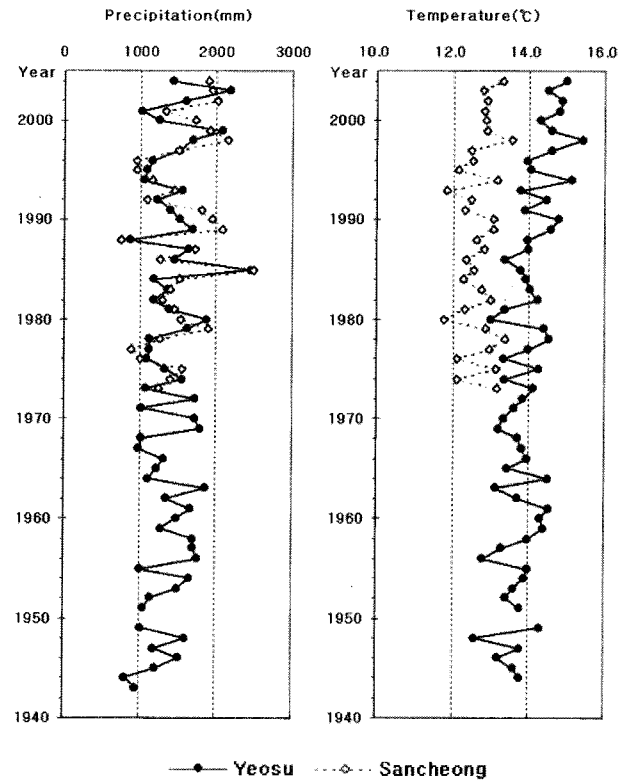 Precipitation(mm) Temperature(℃)
0 1000 2000 3000 10.0 12.0 14.0 16.0
Year Year
2000 2000
1990 1990
1980 1980
1970 1970
1960 1960
1950 1950
1940 1940
Yeosu Sancheong